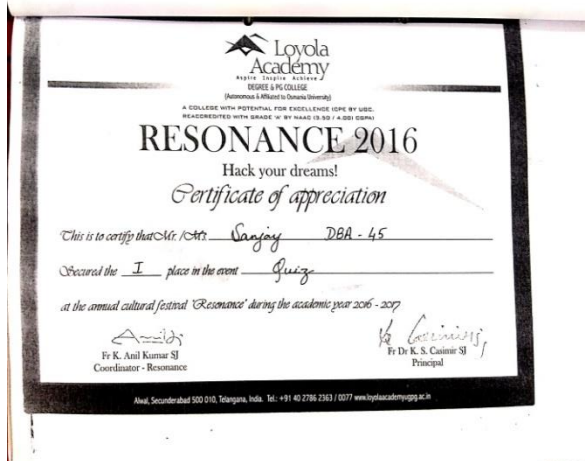 Loyola
Academy
Aspire Inspire Achieve
DEGREE & PG COLLEGE
(Autonomous & Affiliated to Osmania University)
A COLLEGE WITH POTENTIAL FOR EXCELLENCE (CPE BY UGC.
REACCREDITED WITH GRADE 'A' BY NAAC (3.50 / 4.00) CGPA)
RESONANCE 2016
Hack your dreams!
Certificate of appreciation
This is to certify that Mr. /Ms. Sanjay DBA - 45
Secured the I place in the event Quiz
at the annual cultural festival 'Resonance' during the academic year 2016 - 2017
Fr K. Anil Kumar SJ
Coordinator - Resonance
Fr Dr K. S. Casimir SJ
Principal
Alwal, Secunderabad 500 010, Telangana, India. Tel.: +91 40 2786 2363 / 0077 www.loyolaacademyugpg.ac.in